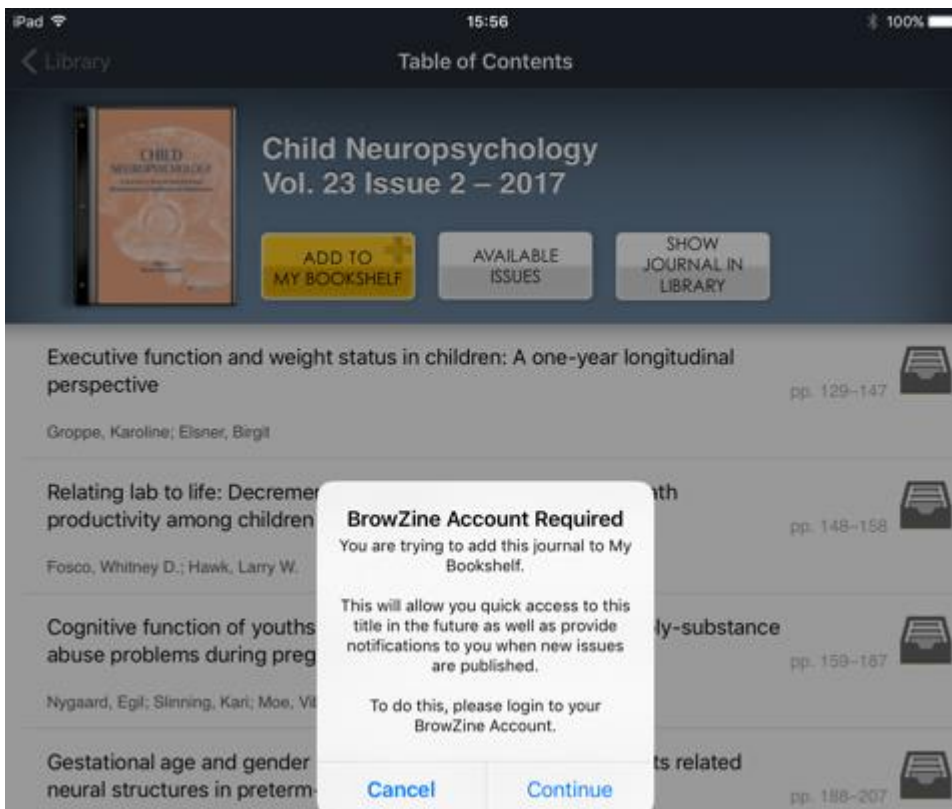 iPad 15:56 100%
Library Table of Contents
CHILD
NEUROPSYCHOLOGY
Child Neuropsychology
Vol. 23 Issue 2 – 2017
ADD TO
MY BOOKSHELF
AVAILABLE
ISSUES
SHOW
JOURNAL IN
LIBRARY
Executive function and weight status in children: A one-year longitudinal
perspective
pp. 129–147
Groppe, Karoline; Elsner, Birgit
Relating lab to life: Decreme
productivity among children
pp. 148–158
Fosco, Whitney D.; Hawk, Larry W.
Cognitive function of youths ly-substance
abuse problems during preg
pp. 159–187
Nygaard, Egil; Slinning, Kari; Moe, Vi
Gestational age and gender ts related
neural structures in preterm-
pp. 188–207
BrowZine Account Required
You are trying to add this journal to My
Bookshelf.
This will allow you quick access to this
title in the future as well as provide
notifications to you when new issues
are published.
To do this, please login to your
BrowZine Account.
Cancel Continue